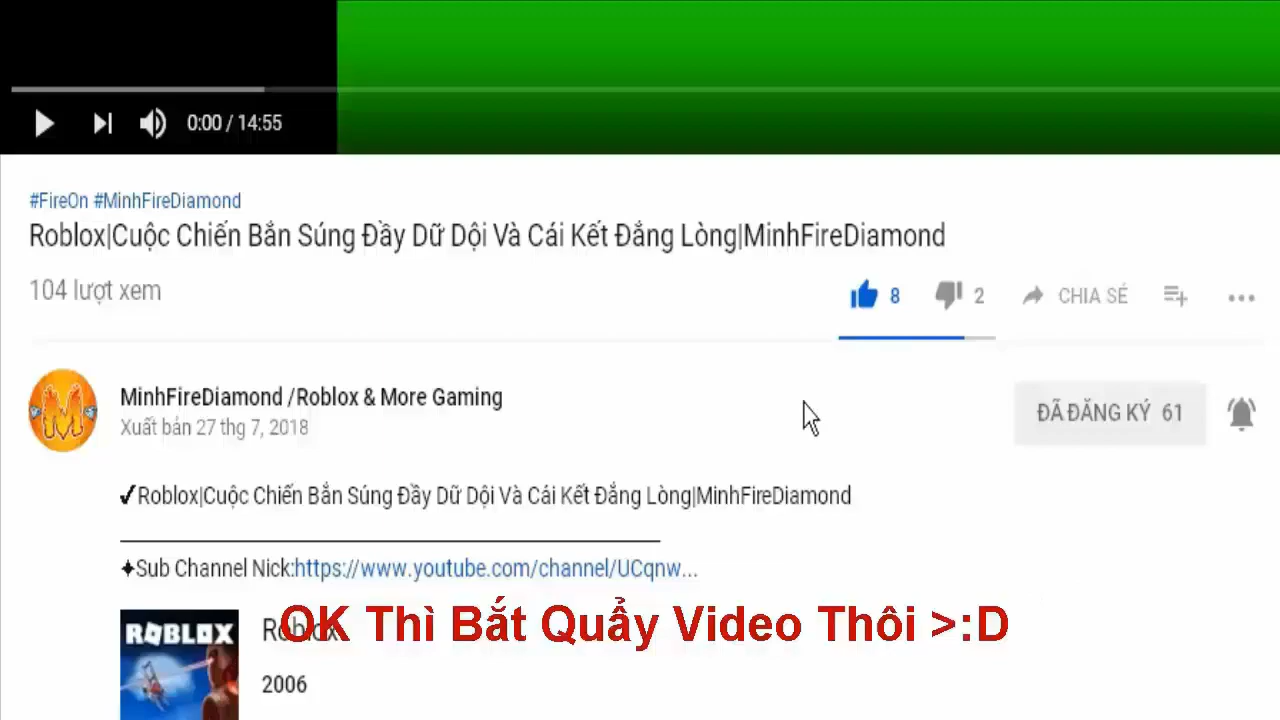 0:00 / 14:55
#FireOn #MinhFireDiamond
Roblox|Cuộc Chiến Bắn Súng Đầy Dữ Dội Và Cái Kết Đắng Lòng|MinhFireDiamond
104 lượt xem
8 2 CHIA SẺ
MinhFireDiamond /Roblox & More Gaming
Xuất bản 27 thg 7, 2018
ĐÃ ĐĂNG KÝ 61
✔Roblox|Cuộc Chiến Bắn Súng Đầy Dữ Dội Và Cái Kết Đắng Lòng|MinhFireDiamond
✦Sub Channel Nick:https://www.youtube.com/channel/UCqnw...
ROBLOX
Roblox
OK Thì Bắt Quẩy Video Thôi >:D
2006